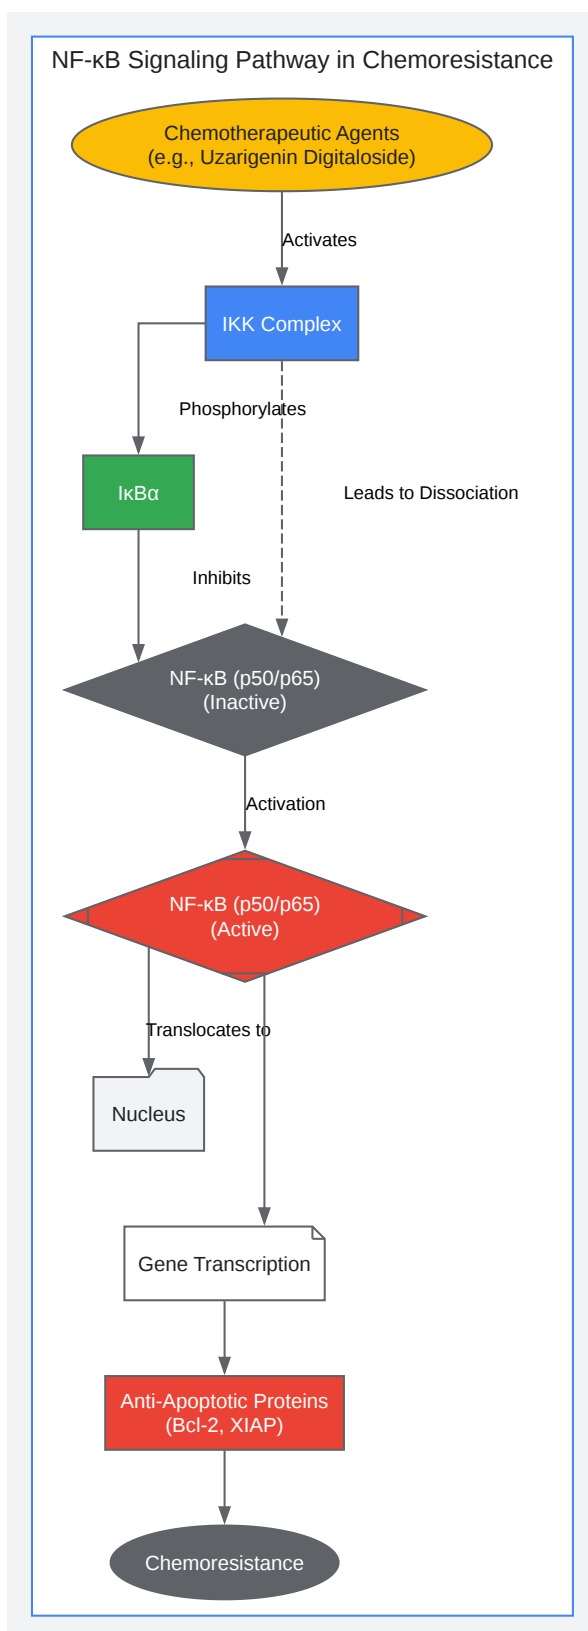 NF-κB Signaling Pathway in Chemoresistance
Chemotherapeutic Agents
(e.g., Uzarigenin Digitaloside)
Activates
IKK Complex
Phosphorylates
IκBα
Leads to Dissociation
Inhibits
NF-κB (p50/p65)
(Inactive)
Activation
NF-κB (p50/p65)
(Active)
Translocates to
Nucleus
Gene Transcription
Anti-Apoptotic Proteins
(Bcl-2, XIAP)
Chemoresistance